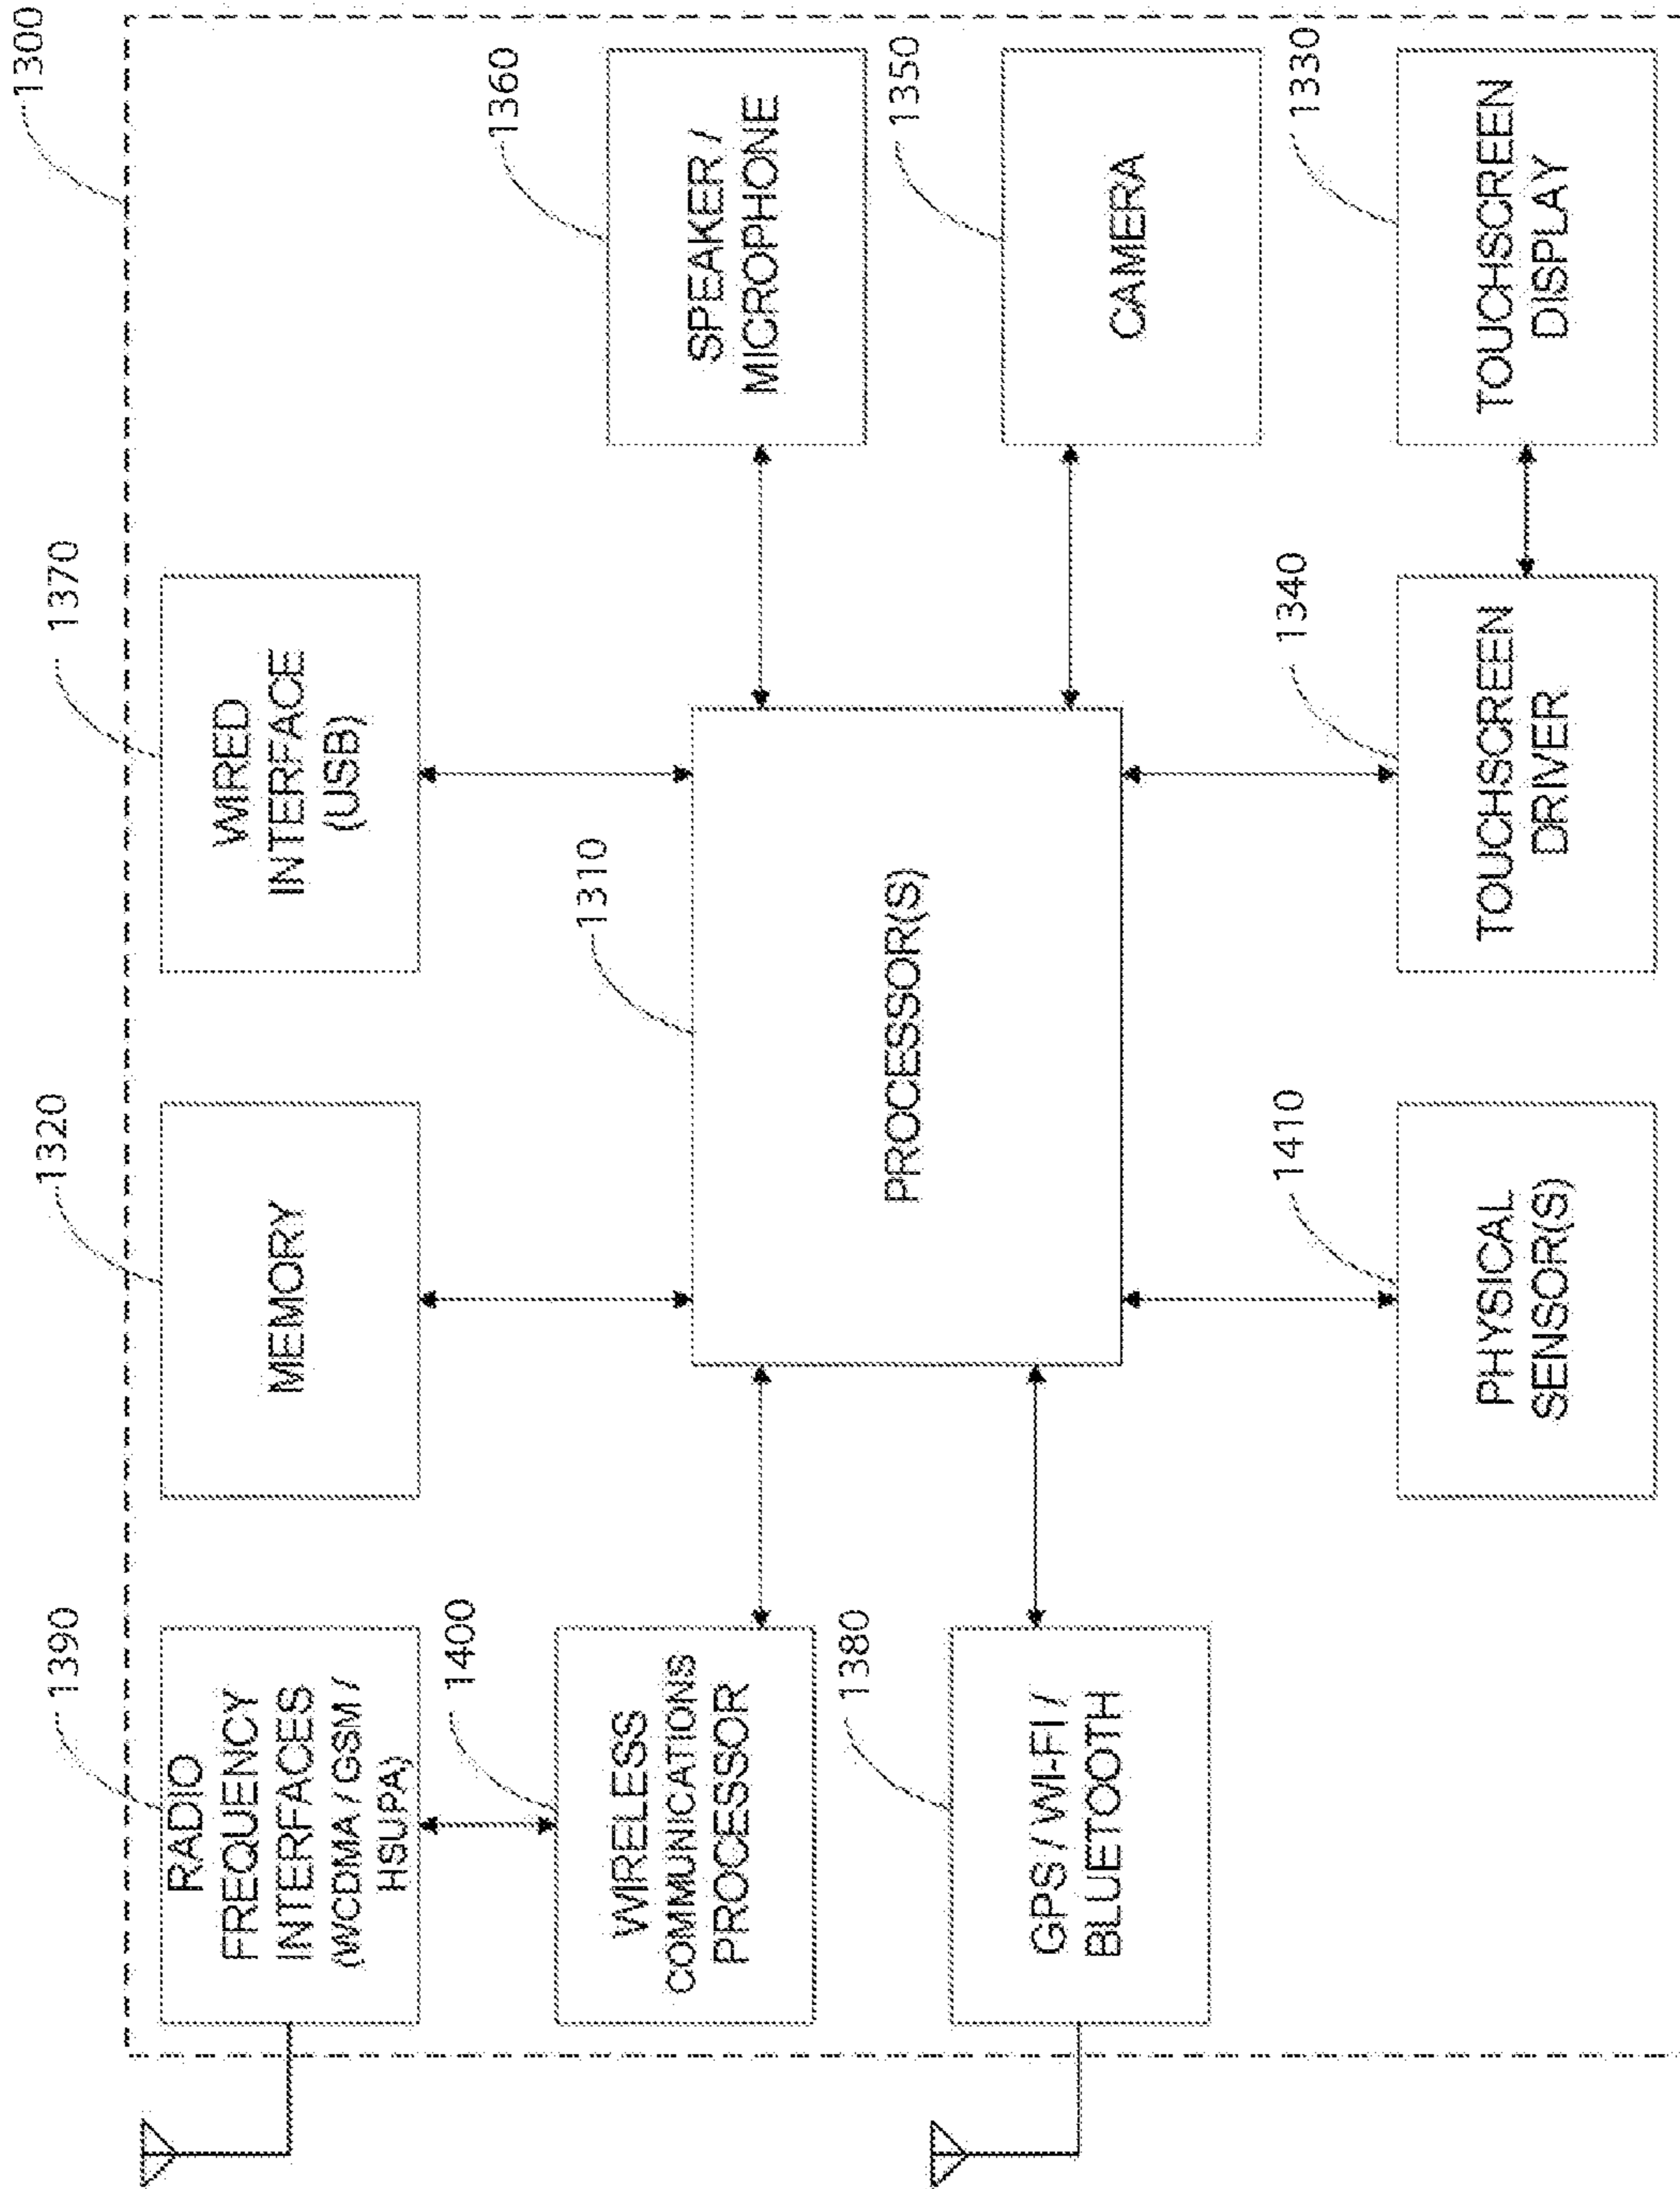 1300
1390
RADIO
FREQUENCY
INTERFACES
(WCDMA / GSM /
HSUPA)
1320
MEMORY
1370
WIRED
INTERFACE
(USB)
1360
SPEAKER /
MICROPHONE
1400
WIRELESS
COMMUNICATIONS
PROCESSOR
1310
PROCESSOR(S)
1350
CAMERA
1380
GPS / WI-FI /
BLUETOOTH
1410
PHYSICAL
SENSOR(S)
1340
TOUCHSCREEN
DRIVER
1330
TOUCHSCREEN
DISPLAY